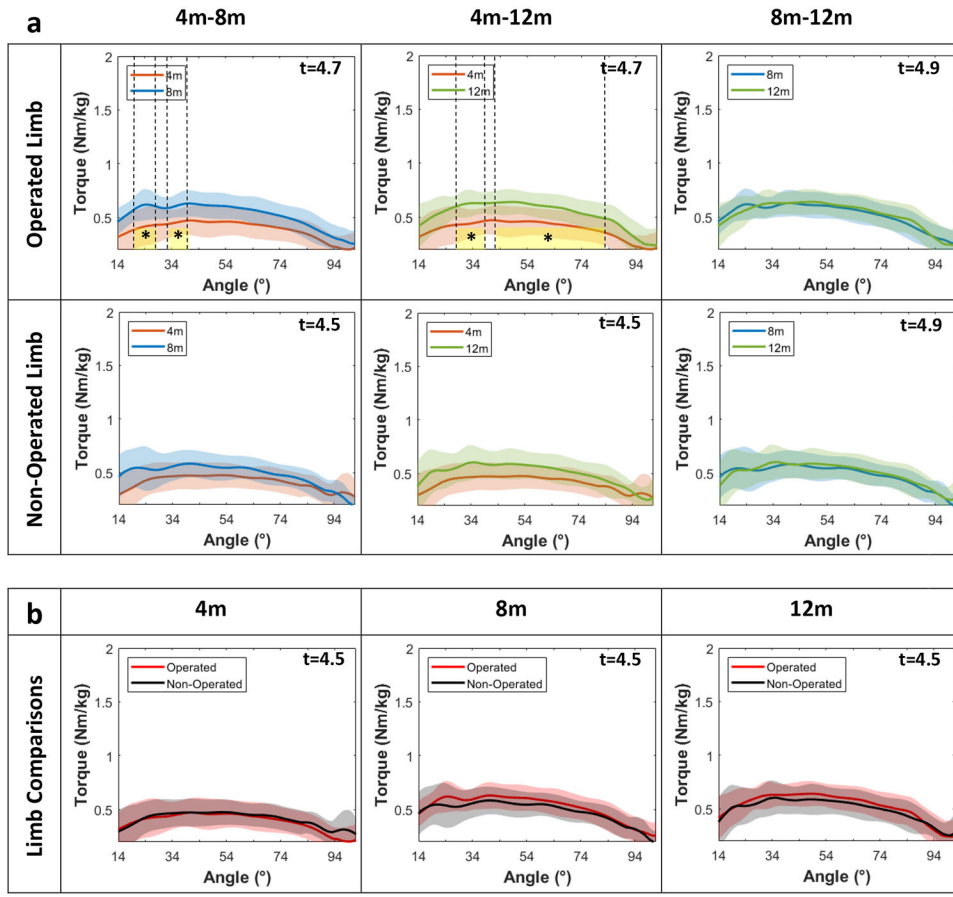 a
4m-8m
4m-12m
8m-12m
Operated Limb
Torque (Nm/kg)
2
1.5
1
0.5
4m
8m
t=4.7
*
*
14 34 54 74 94
Angle (°)
Torque (Nm/kg)
2
1.5
1
0.5
4m
12m
t=4.7
*
*
14 34 54 74 94
Angle (°)
Torque (Nm/kg)
2
1.5
1
0.5
8m
12m
t=4.9
14 34 54 74 94
Angle (°)
Non-Operated Limb
Torque (Nm/kg)
2
1.5
1
0.5
4m
8m
t=4.5
14 34 54 74 94
Angle (°)
Torque (Nm/kg)
2
1.5
1
0.5
4m
12m
t=4.5
14 34 54 74 94
Angle (°)
Torque (Nm/kg)
2
1.5
1
0.5
8m
12m
t=4.9
14 34 54 74 94
Angle (°)
b
4m
8m
12m
Limb Comparisons
Torque (Nm/kg)
2
1.5
1
0.5
Operated
Non-Operated
t=4.5
14 34 54 74 94
Angle (°)
Torque (Nm/kg)
2
1.5
1
0.5
Operated
Non-Operated
t=4.5
14 34 54 74 94
Angle (°)
Torque (Nm/kg)
2
1.5
1
0.5
Operated
Non-Operated
t=4.5
14 34 54 74 94
Angle (°)